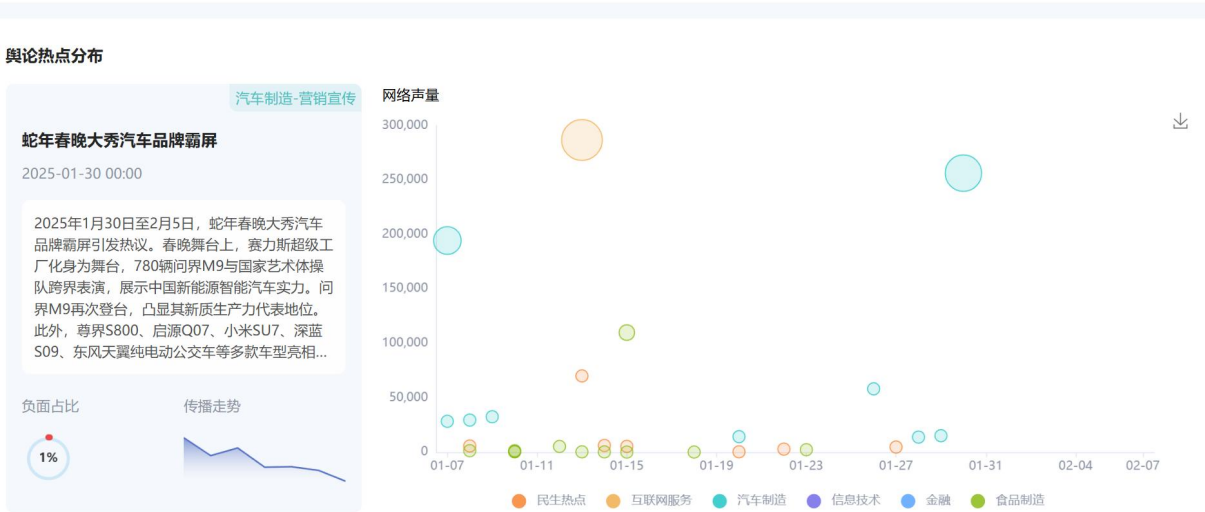 舆论热点分布
汽车制造-营销宣传
蛇年春晚大秀汽车品牌霸屏
2025-01-30 00:00
2025年1月30日至2月5日，蛇年春晚大秀汽车
品牌霸屏引发热议。春晚舞台上，赛力斯超级工
厂化身为舞台，780辆问界M9与国家艺术体操
队跨界表演，展示中国新能源智能汽车实力。问
界M9再次登台，凸显其新质生产力代表地位。
此外，尊界S800、启源Q07、小米SU7、深蓝
S09、东风天翼纯电动公交车等多款车型亮相...
负面占比
传播走势
1%
网络声量
300,000
250,000
200,000
150,000
100,000
50,000
0
01-07 01-11 01-15 01-19 01-23 01-27 01-31 02-04 02-07
民生热点 互联网服务 汽车制造 信息技术 金融 食品制造